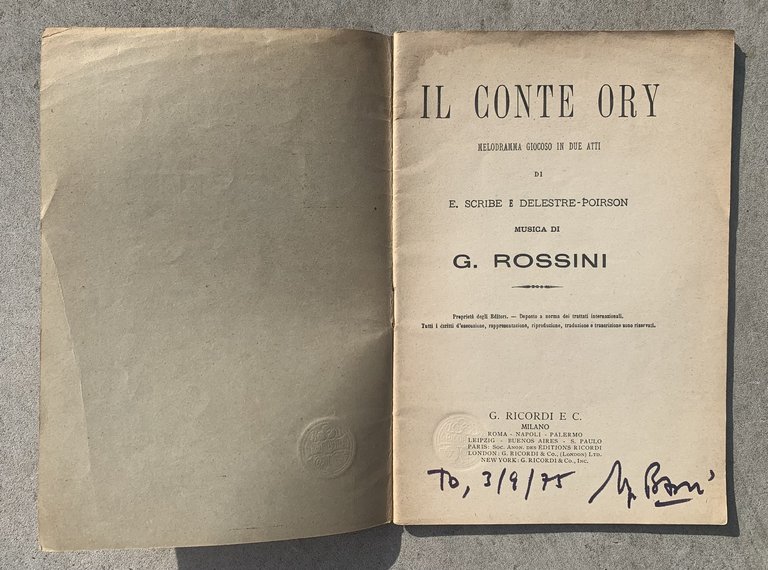 IL CONTE ORY
MELODRAMMA GIOCOSO IN DUE ATTI
DI
E. SCRIBE E DELESTRE-POIRSON
MUSICA DI
G. ROSSINI
Proprietà degli Editori. — Deposto a norma dei trattati internazionali.
Tutti i diritti d'esecuzione, rappresentazione, riproduzione, traduzione e trascrizione sono riservati.
G. RICORDI E C.
MILANO
ROMA - NAPOLI - PALERMO
LEIPZIG - BUENOS AIRES - S. PAULO
PARIS: SOC. ANON. DES ÉDITIONS RICORDI
LONDON: G. RICORDI & CO., (LONDON) LTD.
NEW YORK: G. RICORDI & CO., INC.
TO, 3/9/75